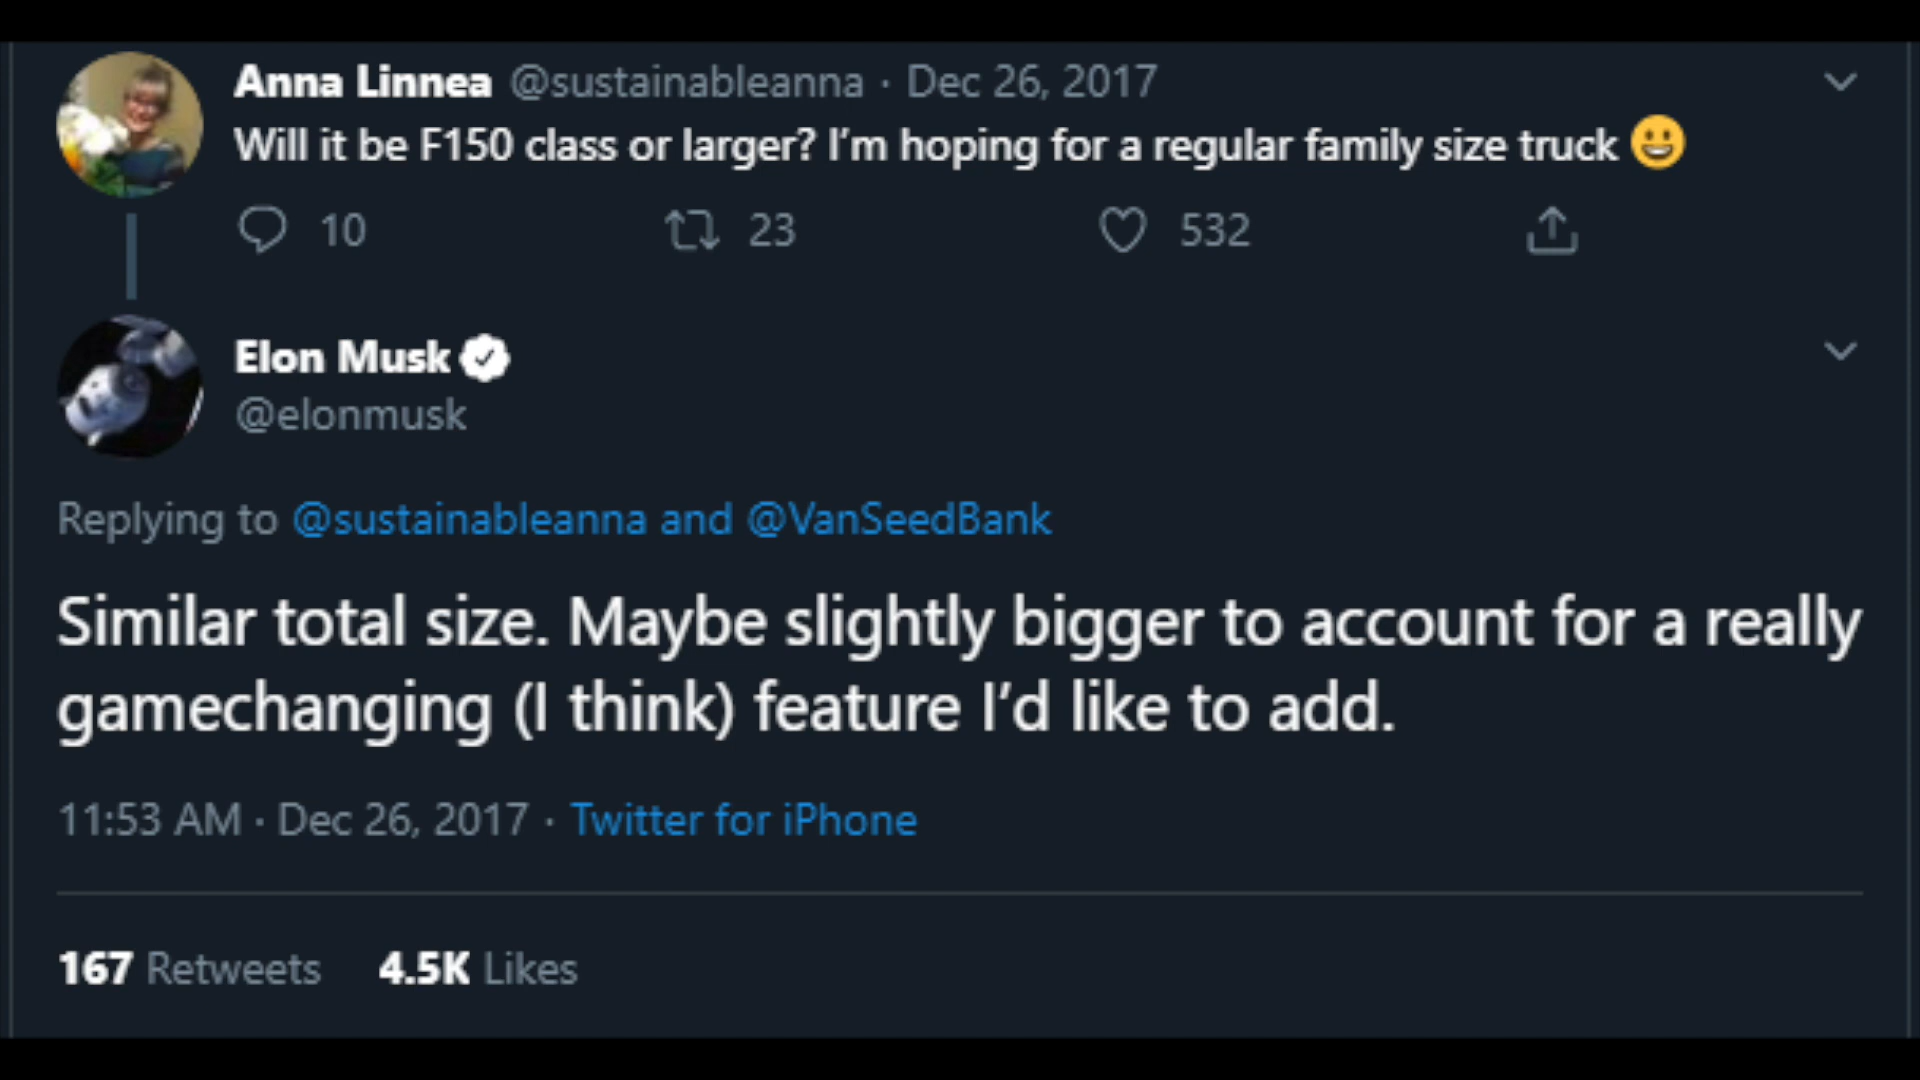 Anna Linnea @sustainableanna · Dec 26, 2017
Will it be F150 class or larger? I'm hoping for a regular family size truck 😀
10 23 532
Elon Musk
@elonmusk
Replying to @sustainableanna and @VanSeedBank
Similar total size. Maybe slightly bigger to account for a really
gamechanging (I think) feature I'd like to add.
11:53 AM · Dec 26, 2017 · Twitter for iPhone
167 Retweets 4.5K Likes